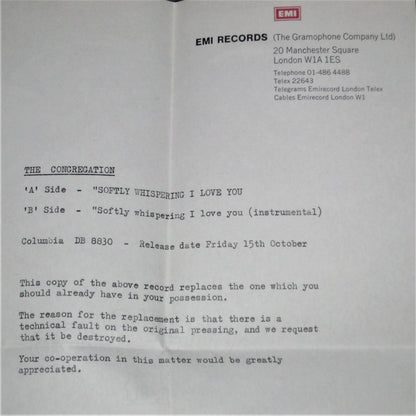 EMI
EMI RECORDS (The Gramophone Company Ltd)
20 Manchester Square
London W1A 1ES
Telephone 01-486 4488
Telex 22643
Telegrams Emirecord London Telex
Cables Emirecord London W1
THE CONGREGATION
'A' Side - "SOFTLY WHISPERING I LOVE YOU
'B' Side - "Softly whispering I love you (instrumental)
Columbia DB 8830 - Release date Friday 15th October
This copy of the above record replaces the one which you
should already have in your possession.
The reason for the replacement is that there is a
technical fault on the original pressing, and we request
that it be destroyed.
Your co-operation in this matter would be greatly
appreciated.